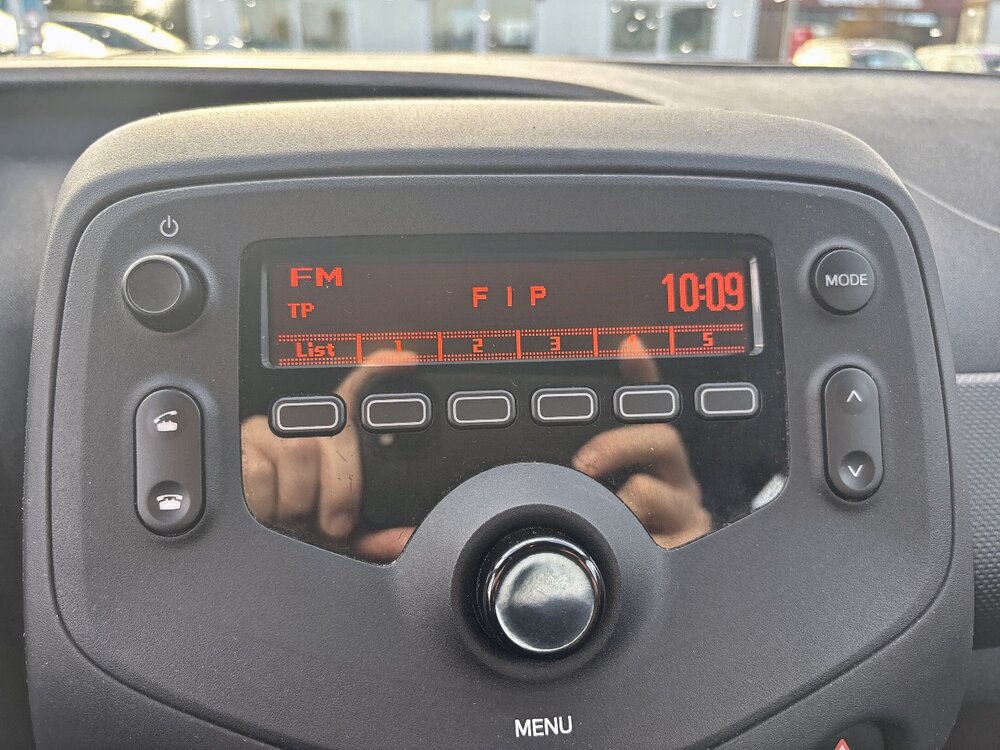 FM
FIP
10:09
TP
List 1 2 3 4 5
MODE
MENU